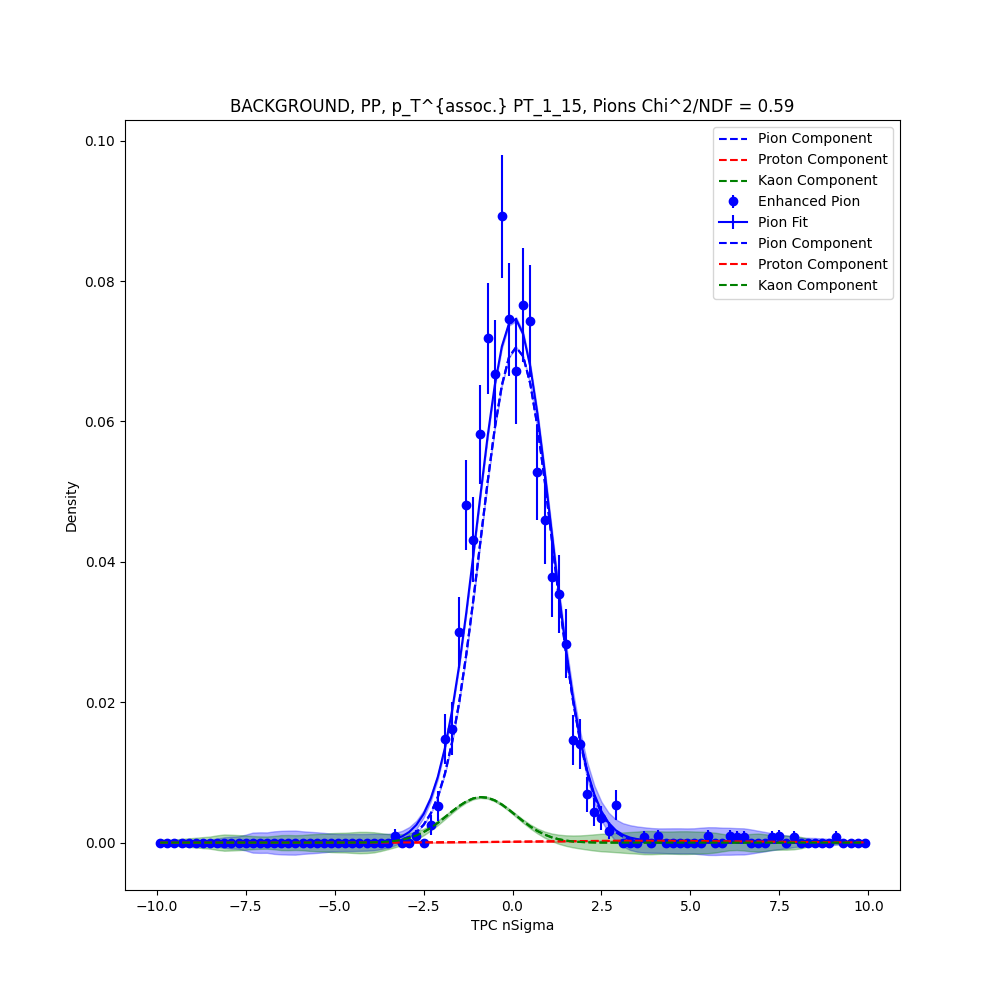 BACKGROUND, PP, p_T^{assoc.} PT_1_15, Pions Chi^2/NDF = 0.59
Pion Component
Proton Component
Kaon Component
Enhanced Pion
Pion Fit
Pion Component
Proton Component
Kaon Component
Density
0.10
0.08
0.06
0.04
0.02
0.00
−10.0
−7.5
−5.0
−2.5
0.0
2.5
5.0
7.5
10.0
TPC nSigma